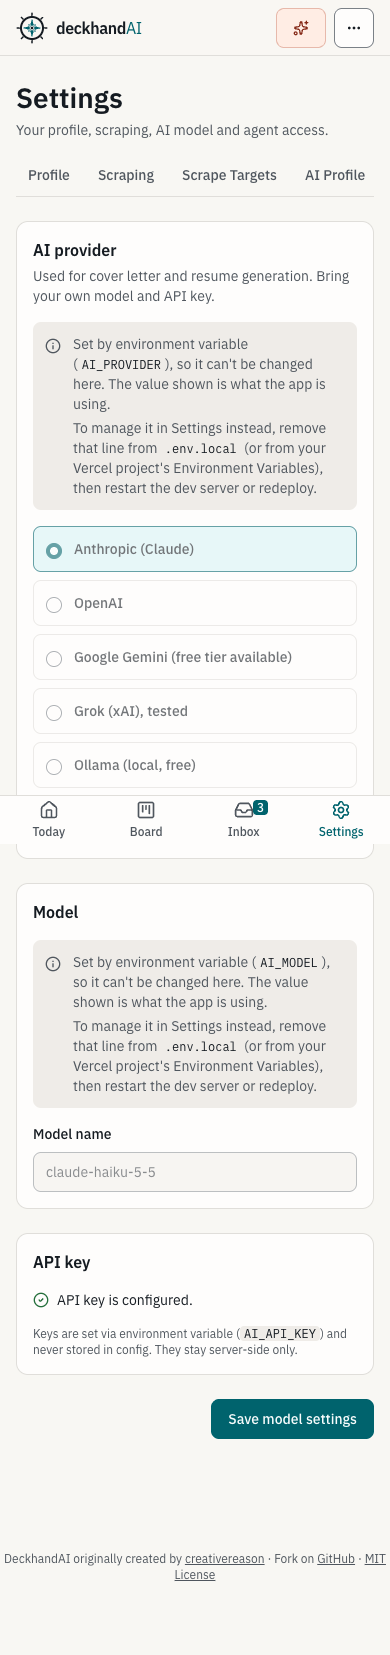 deckhandAI
Settings
Your profile, scraping, AI model and agent access.
Profile Scraping Scrape Targets AI Profile
AI provider
Used for cover letter and resume generation. Bring
your own model and API key.
Set by environment variable
( AI_PROVIDER ), so it can't be changed
here. The value shown is what the app is
using.
To manage it in Settings instead, remove
that line from .env.local (or from your
Vercel project's Environment Variables),
then restart the dev server or redeploy.
Anthropic (Claude)
OpenAI
Google Gemini (free tier available)
Grok (xAI), tested
Ollama (local, free)
3
Today Board Inbox Settings
Model
Set by environment variable ( AI_MODEL ),
so it can't be changed here. The value
shown is what the app is using.
To manage it in Settings instead, remove
that line from .env.local (or from your
Vercel project's Environment Variables),
then restart the dev server or redeploy.
Model name
claude-haiku-5-5
API key
API key is configured.
Keys are set via environment variable ( AI_API_KEY ) and
never stored in config. They stay server-side only.
Save model settings
DeckhandAI originally created by creativereason · Fork on GitHub · MIT
License